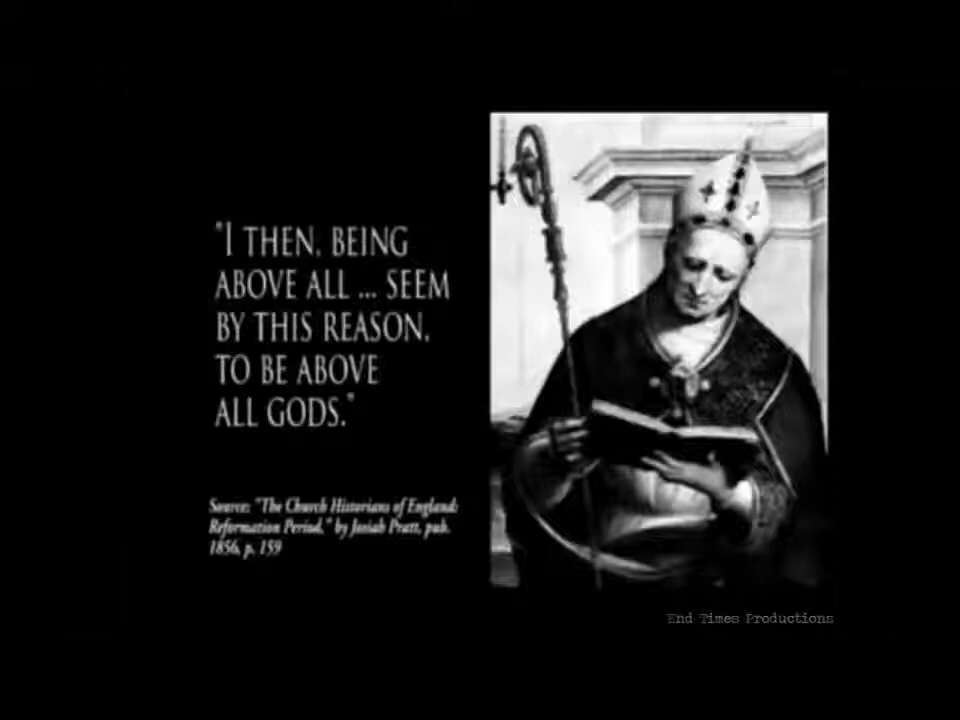 "I THEN, BEING
ABOVE ALL ... SEEM
BY THIS REASON,
TO BE ABOVE
ALL GODS."
Source: "The Church Historians of England:
Reformation Period," by Josiah Pratt, pub.
1856, p. 159
End Times Productions